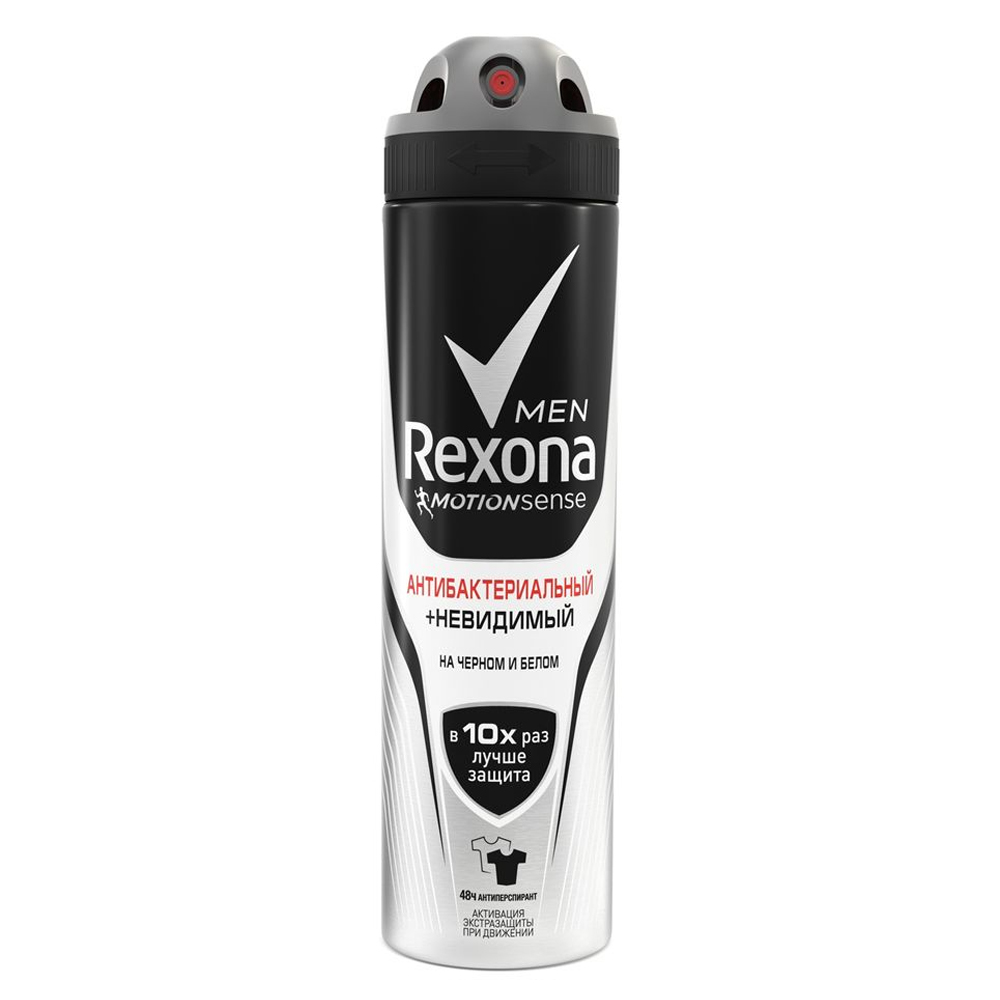 MEN
Rexona
MOTIONsense
АНТИБАКТЕРИАЛЬНЫЙ
+НЕВИДИМЫЙ
НА ЧЕРНОМ И БЕЛОМ
в 10x раз
лучше
защита
48ч АНТИПЕРСПИРАНТ
АКТИВАЦИЯ
ЭКСТРАЗАЩИТЫ
ПРИ ДВИЖЕНИИ